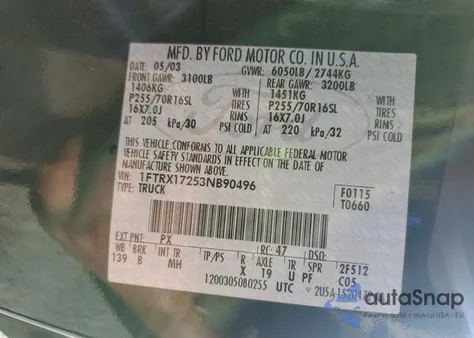 MFD. BY FORD MOTOR CO. IN U.S.A.
DATE: 05/03 GVWR: 6050LB/ 2744KG
FRONT GAWR: 3100LB REAR GAWR: 3200LB
1406KG WITH 1451KG WITH
P255/70R16SL TIRES P255/70R16SL TIRES
16X7.0J RIMS 16X7.0J RIMS
AT 205 kPa/30 PSI COLD AT 220 kPa/32 PSI COLD
THIS VEHICLE CONFORMS TO ALL APPLICABLE FEDERAL MOTOR
VEHICLE SAFETY STANDARDS IN EFFECT ON THE DATE OF
MANUFACTURE SHOWN ABOVE.
VIN: 1FTRX17253NB90496 F0115
TYPE: TRUCK T0660
EXT PNT: PX RC: 47 DSO:
WB BRK INT TR TP/PS R AXLE TR SPR 2F512
139 B MH X 19 U PF C05
1200305080255 UTC
autoSnap